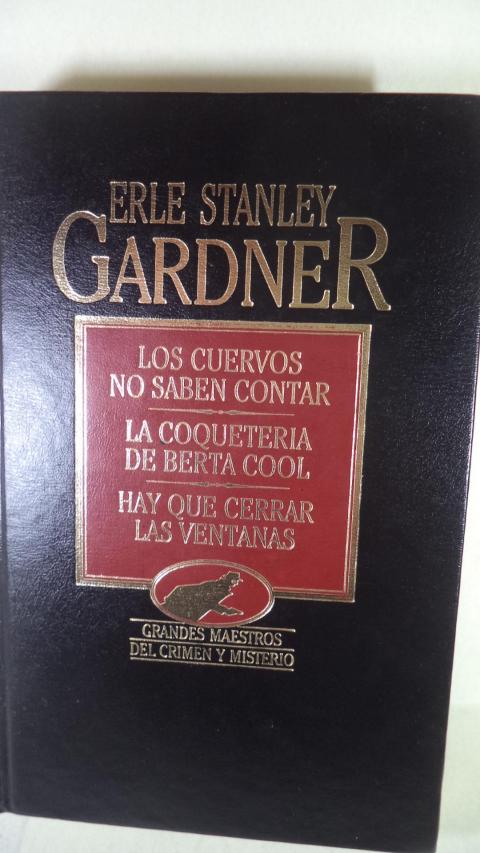 ERLE STANLEY
GARDNER
LOS CUERVOS
NO SABEN CONTAR
LA COQUETERIA
DE BERTA COOL
HAY QUE CERRAR
LAS VENTANAS
GRANDES MAESTROS
DEL CRIMEN Y MISTERIO